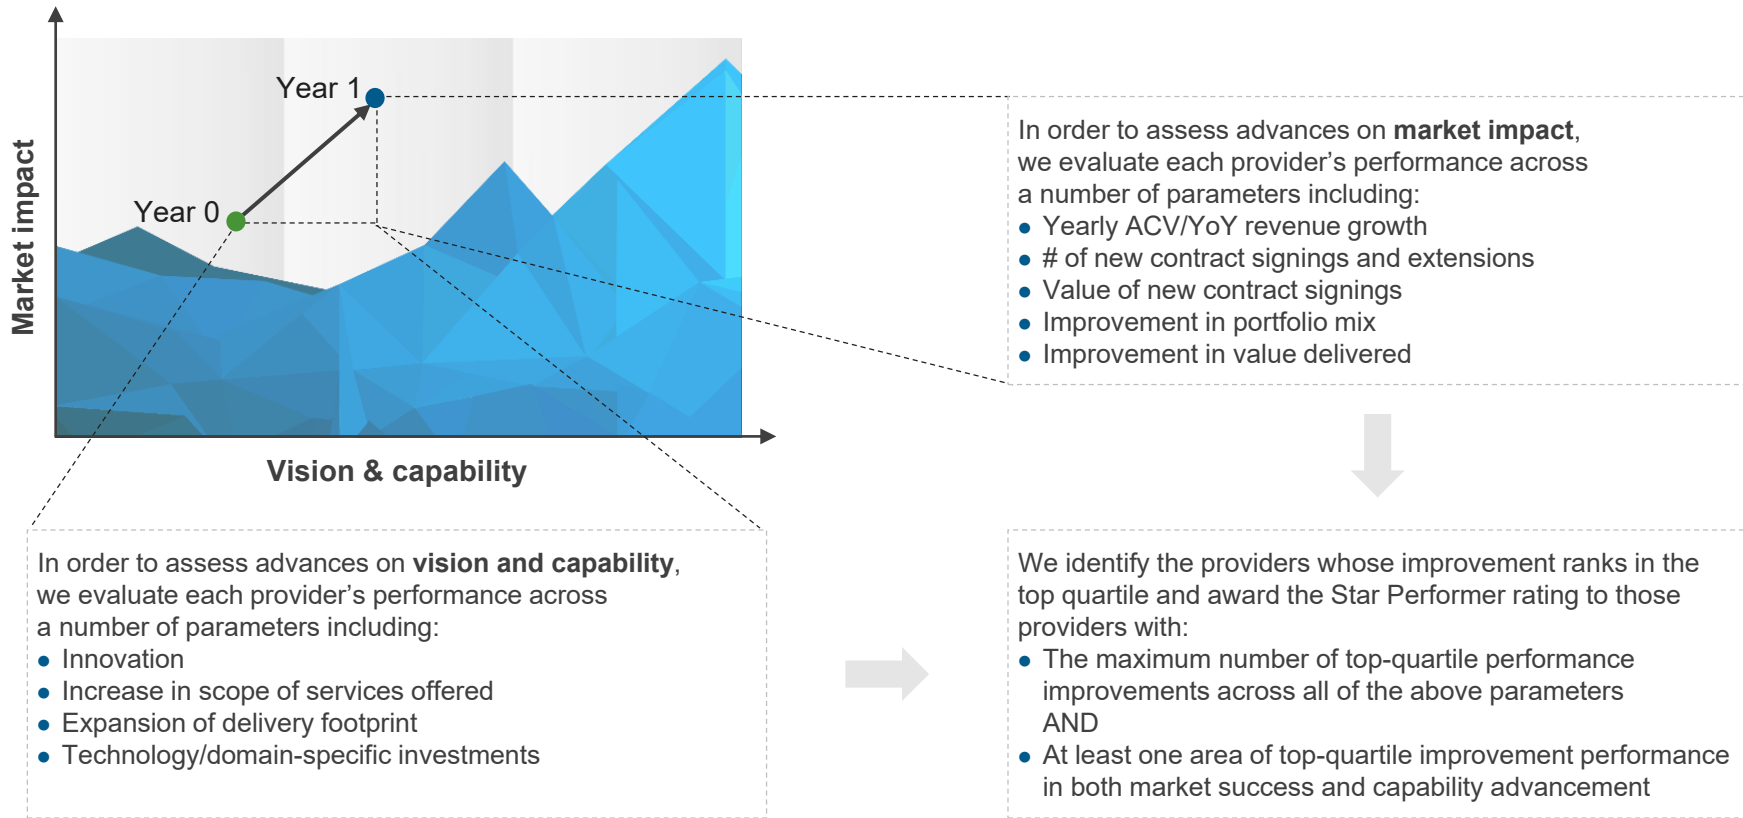 Year 1
Year 0
Market impact
Vision & capability
In order to assess advances on market impact,
we evaluate each provider's performance across
a number of parameters including:
● Yearly ACV/YoY revenue growth
● # of new contract signings and extensions
● Value of new contract signings
● Improvement in portfolio mix
● Improvement in value delivered
In order to assess advances on vision and capability,
we evaluate each provider's performance across
a number of parameters including:
● Innovation
● Increase in scope of services offered
● Expansion of delivery footprint
● Technology/domain-specific investments
We identify the providers whose improvement ranks in the
top quartile and award the Star Performer rating to those
providers with:
● The maximum number of top-quartile performance
improvements across all of the above parameters
AND
● At least one area of top-quartile improvement performance
in both market success and capability advancement